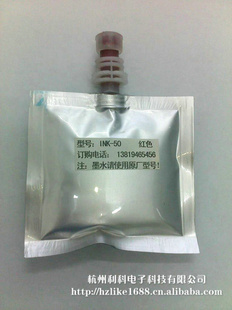 型号: INK-50 红色
订购电话: 13819465456
注: 墨水请使用原厂型号!
杭州利科电子科技有限公司
http://hzlike1688.cn.alibaba.com